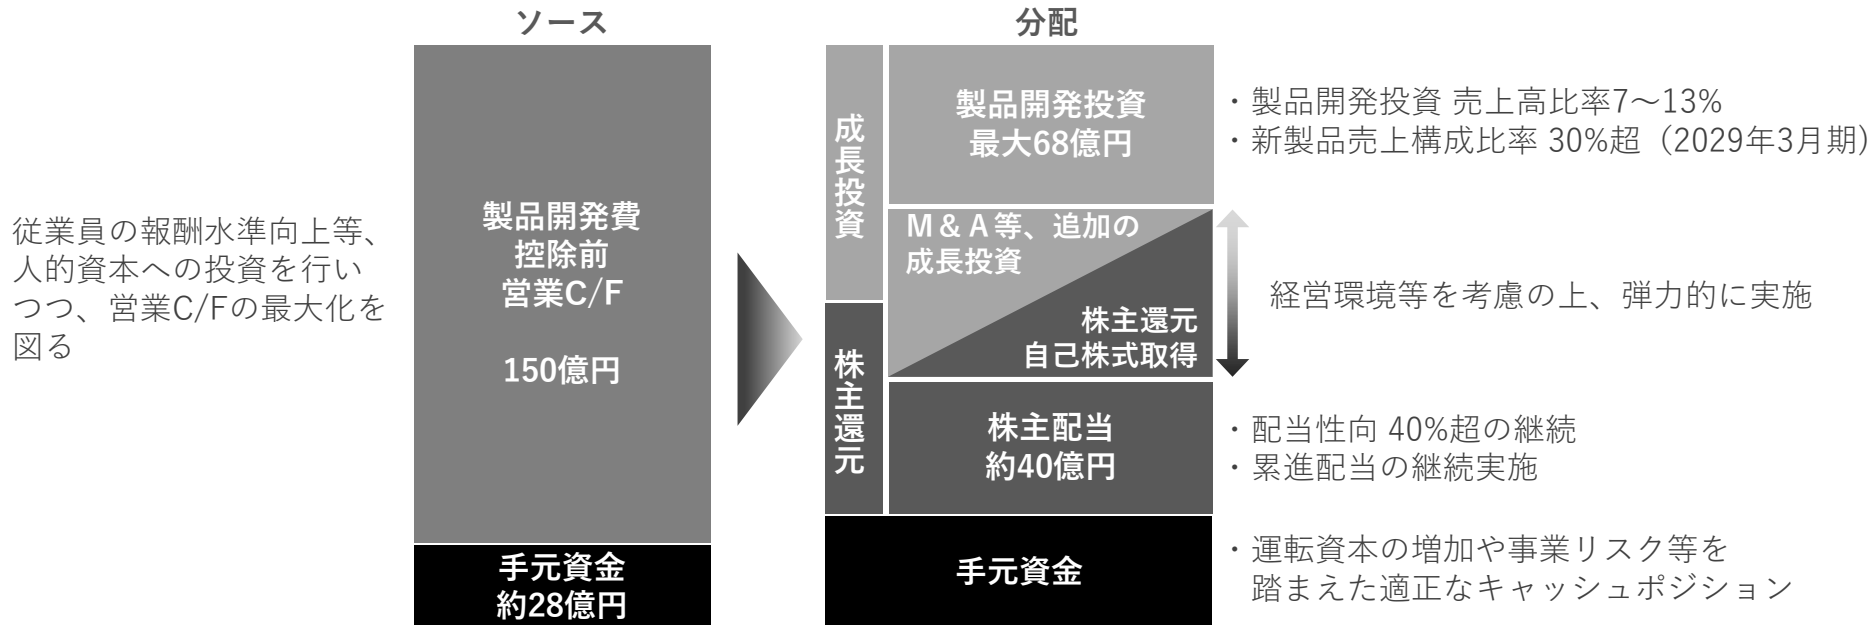 ソース
分配
従業員の報酬水準向上等、
人的資本への投資を行い
つつ、営業C/Fの最大化を
図る
製品開発費
控除前
営業C/F
150億円
手元資金
約28億円
成長投資
株主還元
製品開発投資
最大68億円
M＆A等、追加の
成長投資
株主還元
自己株式取得
株主配当
約40億円
手元資金
・製品開発投資 売上高比率7～13%
・新製品売上構成比率 30%超（2029年3月期）
経営環境等を考慮の上、弾力的に実施
・配当性向 40%超の継続
・累進配当の継続実施
・運転資本の増加や事業リスク等を
踏まえた適正なキャッシュポジション